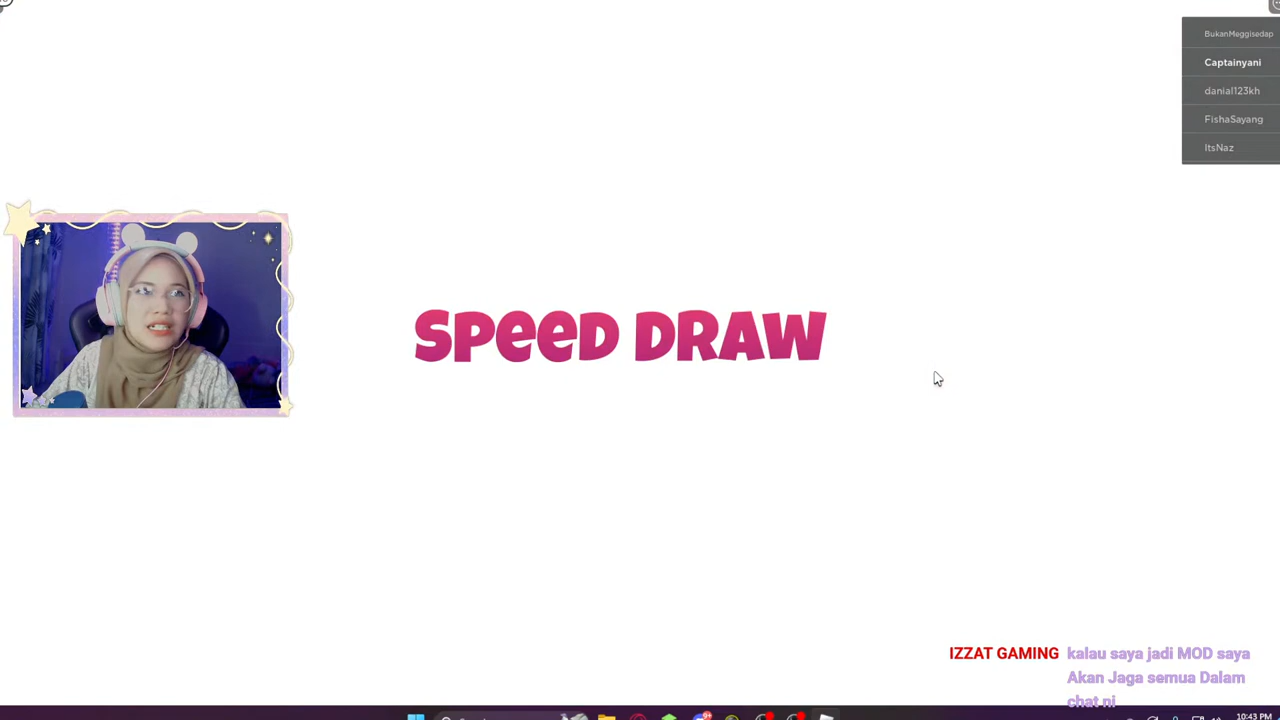 BukanMeggisedap
Captainyani
danial123kh
FishaSayang
ItsNaz
SPeeD DRAW
IZZAT GAMING kalau saya jadi MOD saya
Akan Jaga semua Dalam
chat ni
10:43 PM